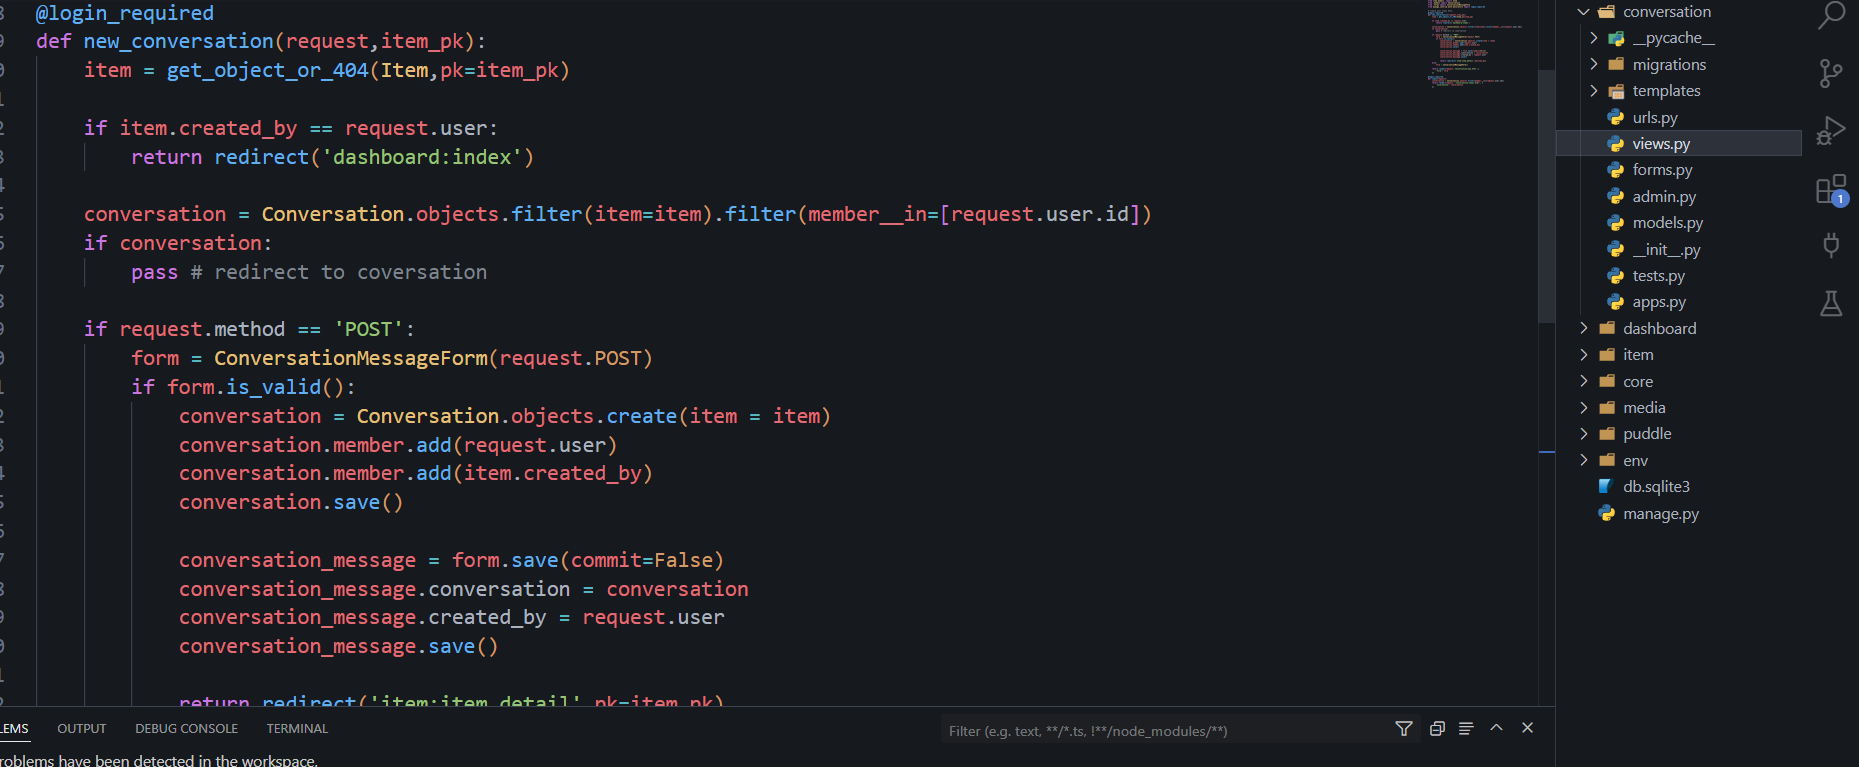 @login_required
def new_conversation(request,item_pk):
item = get_object_or_404(Item,pk=item_pk)
if item.created_by == request.user:
return redirect('dashboard:index')
conversation = Conversation.objects.filter(item=item).filter(member__in=[request.user.id])
if conversation:
pass # redirect to coversation
if request.method == 'POST':
form = ConversationMessageForm(request.POST)
if form.is_valid():
conversation = Conversation.objects.create(item = item)
conversation.member.add(request.user)
conversation.member.add(item.created_by)
conversation.save()
conversation_message = form.save(commit=False)
conversation_message.conversation = conversation
conversation_message.created_by = request.user
conversation_message.save()
return redirect('item:item_detail',pk=item_pk)
LEMS OUTPUT DEBUG CONSOLE TERMINAL
Filter (e.g. text, **/*.ts, !**/node_modules/**)
roblems have been detected in the workspace.
conversation
__pycache__
migrations
templates
urls.py
views.py
forms.py
admin.py
models.py
__init__.py
tests.py
apps.py
dashboard
item
core
media
puddle
env
db.sqlite3
manage.py
1